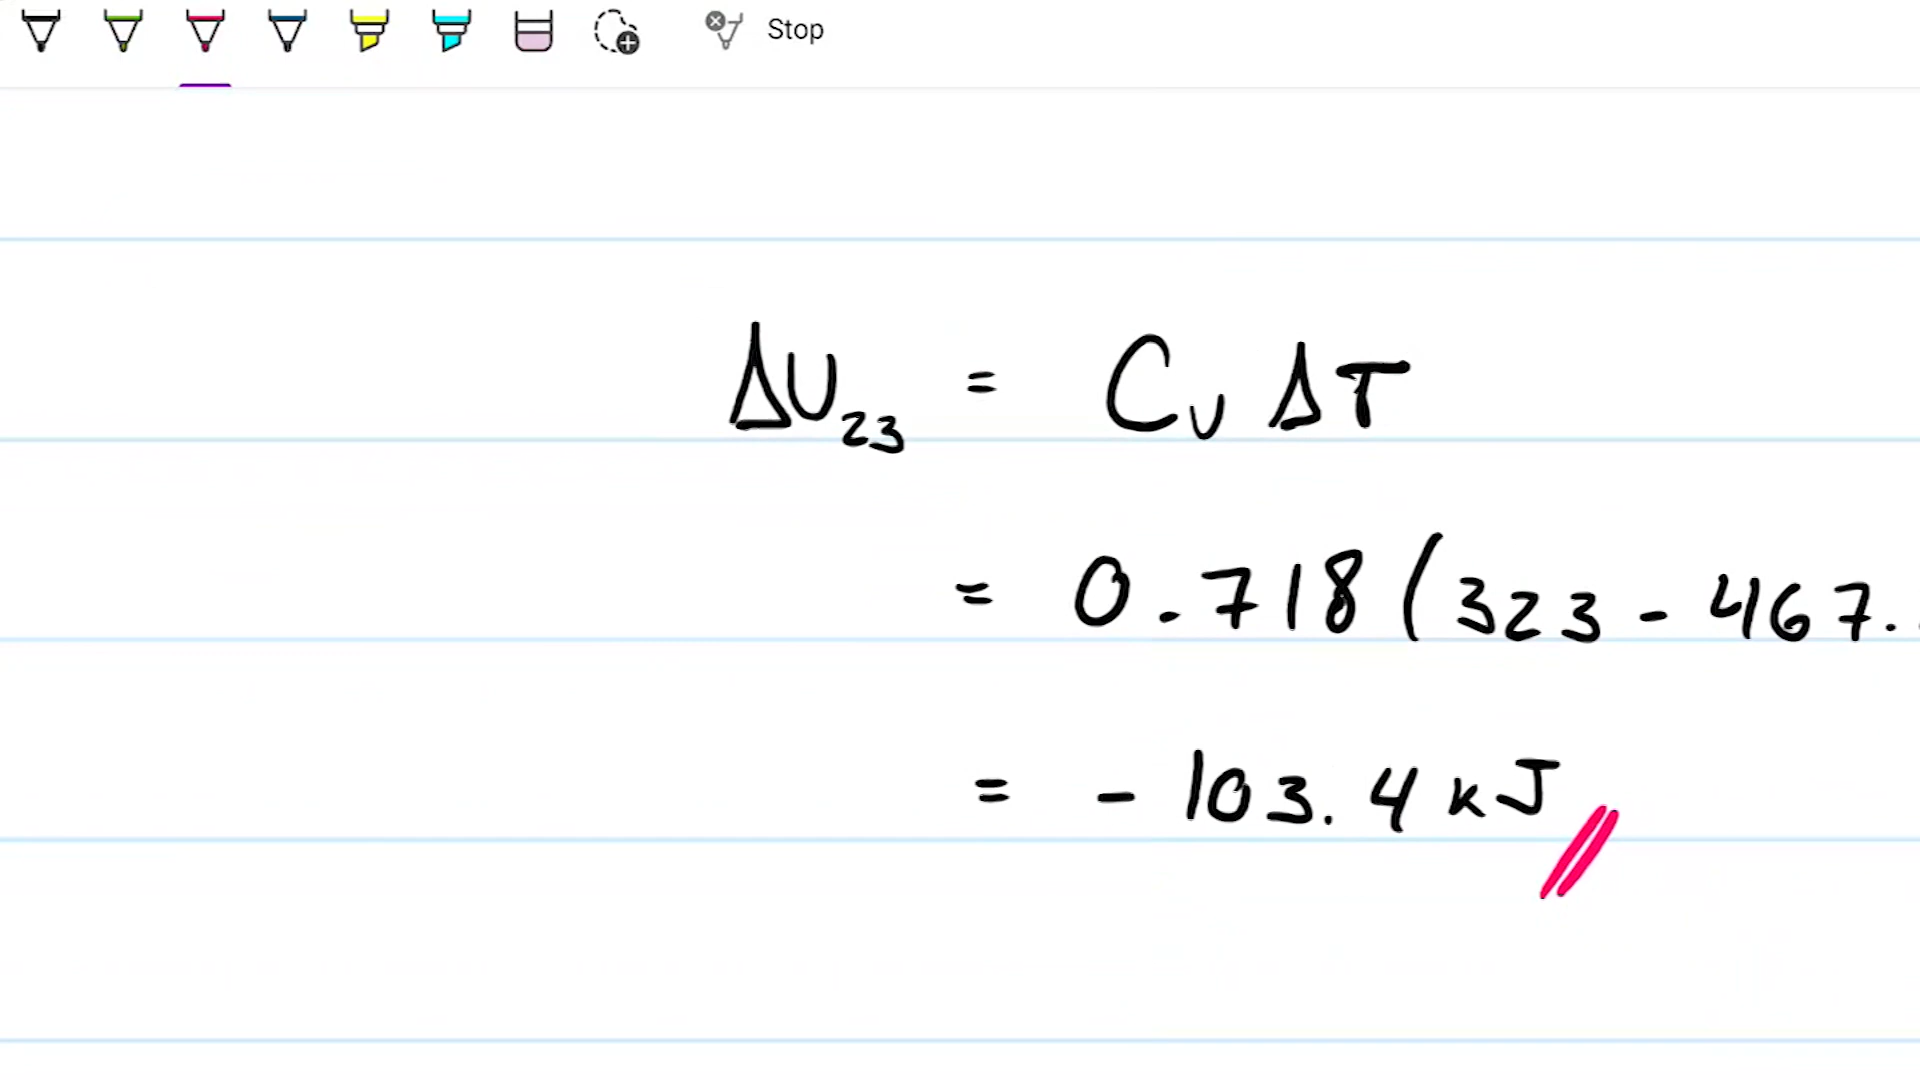 Stop
ΔU₂₃ = Cᵥ ΔT
= 0.718 (323 - 467.
= - 103.4 kJ